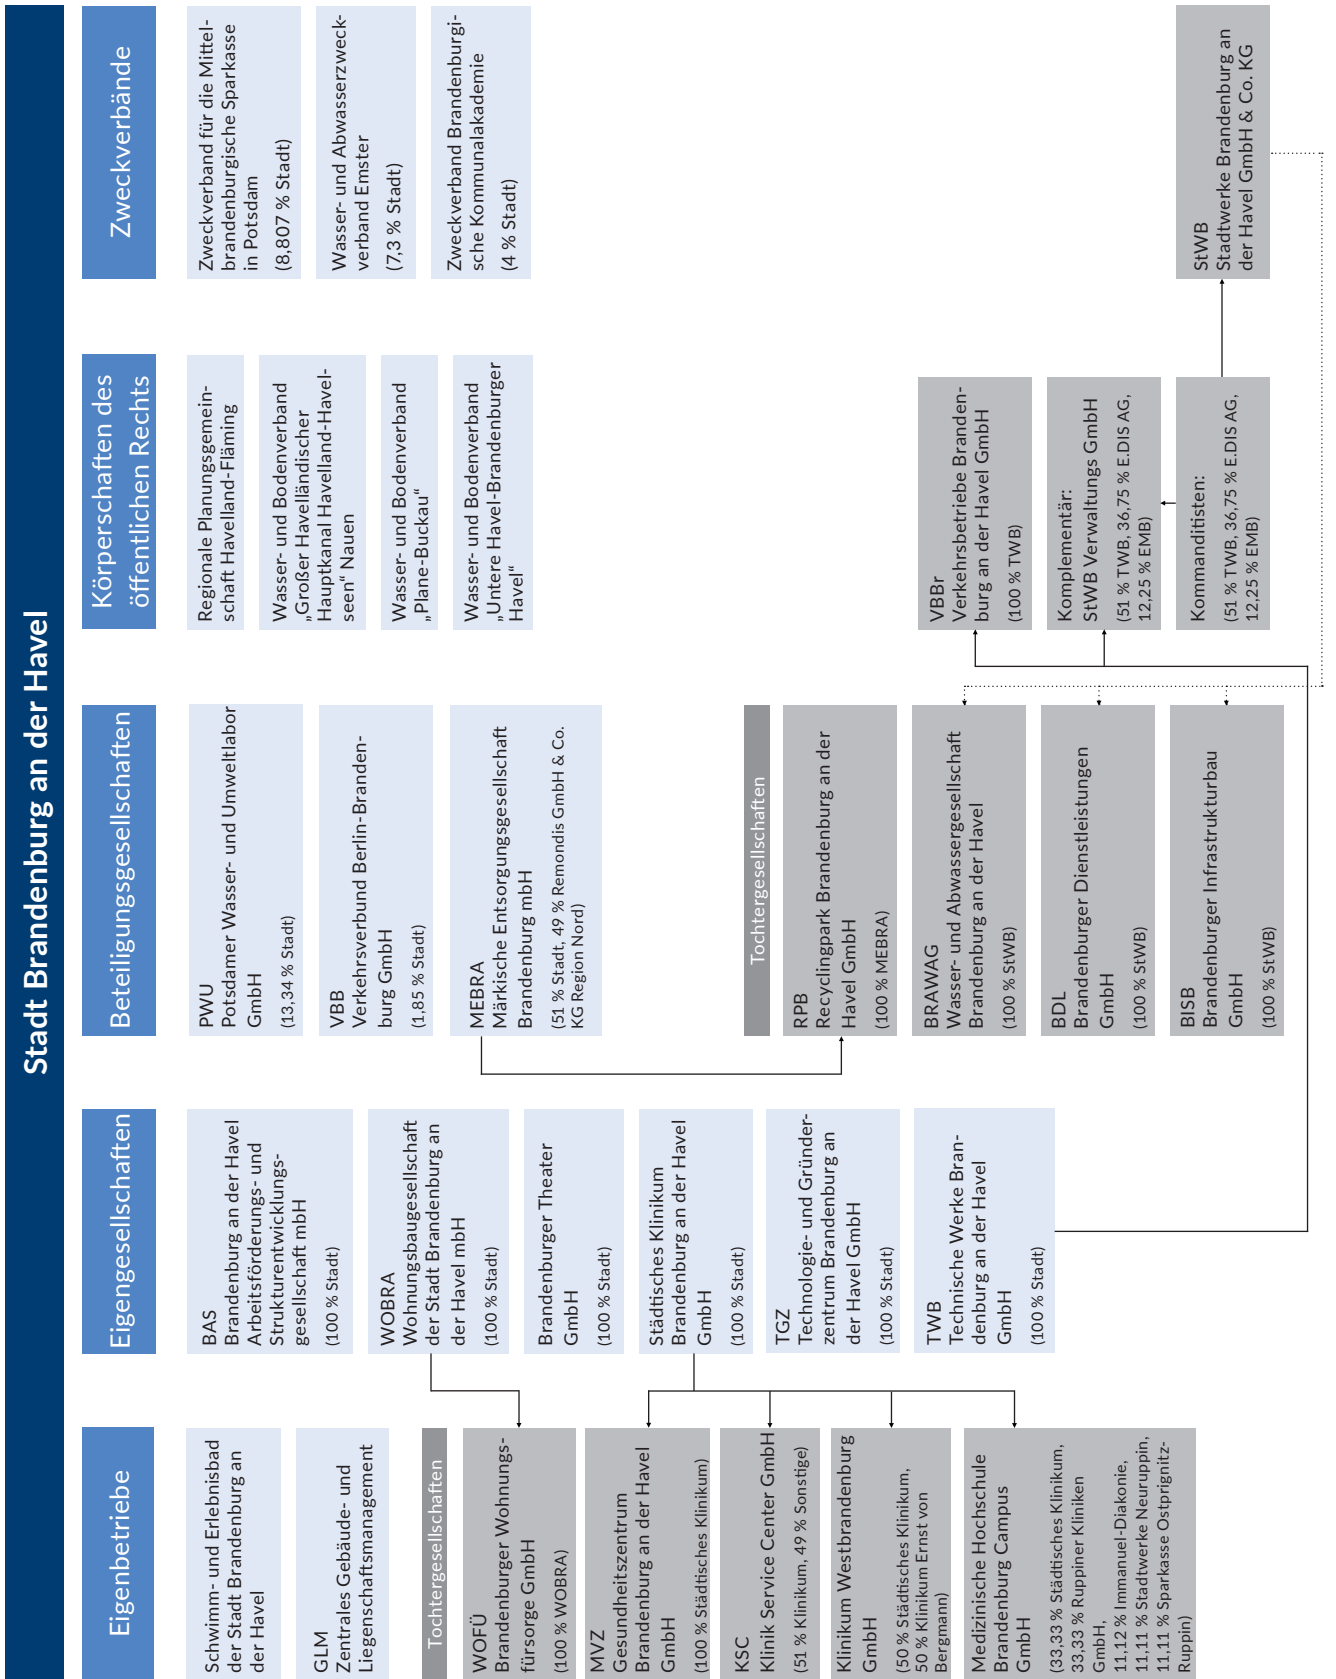 Stadt Brandenburg an der Havel
Eigenbetriebe
Schwimm- und Erlebnisbad
der Stadt Brandenburg an
der Havel
GLM
Zentrales Gebäude- und
Liegenschaftsmanagement
Tochtergesellschaften
WOFÜ
Brandenburger Wohnungs-
fürsorge GmbH
(100 % WOBRA)
MVZ
Gesundheitszentrum
Brandenburg an der Havel
GmbH
(100 % Städtisches Klinikum)
KSC
Klinik Service Center GmbH
(51 % Klinikum, 49 % Sonstige)
Klinikum Westbrandenburg
GmbH
(50 % Städtisches Klinikum,
50 % Klinikum Ernst von
Bergmann)
Medizinische Hochschule
Brandenburg Campus
GmbH
(33,33 % Städtisches Klinikum,
33,33 % Ruppiner Kliniken
GmbH,
11,12 % Immanuel-Diakonie,
11,11 % Stadtwerke Neuruppin,
11,11 % Sparkasse Ostprignitz-
Ruppin)
Eigengesellschaften
BAS
Brandenburg an der Havel
Arbeitsförderungs- und
Strukturentwicklungs-
gesellschaft mbH
(100 % Stadt)
WOBRA
Wohnungsbaugesellschaft
der Stadt Brandenburg an
der Havel mbH
(100 % Stadt)
Brandenburger Theater
GmbH
(100 % Stadt)
Städtisches Klinikum
Brandenburg an der Havel
GmbH
(100 % Stadt)
TGZ
Technologie- und Gründer-
zentrum Brandenburg an
der Havel GmbH
(100 % Stadt)
TWB
Technische Werke Bran-
denburg an der Havel
GmbH
(100 % Stadt)
Beteiligungsgesellschaften
PWU
Potsdamer Wasser- und Umweltlabor
GmbH
(13,34 % Stadt)
VBB
Verkehrsverbund Berlin-Branden-
burg GmbH
(1,85 % Stadt)
MEBRA
Märkische Entsorgungsgesellschaft
Brandenburg mbH
(51 % Stadt, 49 % Remondis GmbH & Co.
KG Region Nord)
Tochtergesellschaften
RPB
Recyclingpark Brandenburg an der
Havel GmbH
(100 % MEBRA)
BRAWAG
Wasser- und Abwassergesellschaft
Brandenburg an der Havel
(100 % StWB)
BDL
Brandenburger Dienstleistungen
GmbH
(100 % StWB)
BISB
Brandenburger Infrastrukturbau
GmbH
(100 % StWB)
Körperschaften des
öffentlichen Rechts
Regionale Planungsgemein-
schaft Havelland-Fläming
Wasser- und Bodenverband
„Großer Havelländischer
Hauptkanal Havelland-Havel-
seen“ Nauen
Wasser- und Bodenverband
„Plane-Buckau“
Wasser- und Bodenverband
„Untere Havel-Brandenburger
Havel“
VBBr
Verkehrsbetriebe Branden-
burg an der Havel GmbH
(100 % TWB)
Komplementär:
StWB Verwaltungs GmbH
(51 % TWB, 36,75 % E.DIS AG,
12,25 % EMB)
Kommanditisten:
(51 % TWB, 36,75 % E.DIS AG,
12,25 % EMB)
Zweckverbände
Zweckverband für die Mittel-
brandenburgische Sparkasse
in Potsdam
(8,807 % Stadt)
Wasser- und Abwasserzweck-
verband Emster
(7,3 % Stadt)
Zweckverband Brandenburgi-
sche Kommunalakademie
(4 % Stadt)
StWB
Stadtwerke Brandenburg an
der Havel GmbH & Co. KG